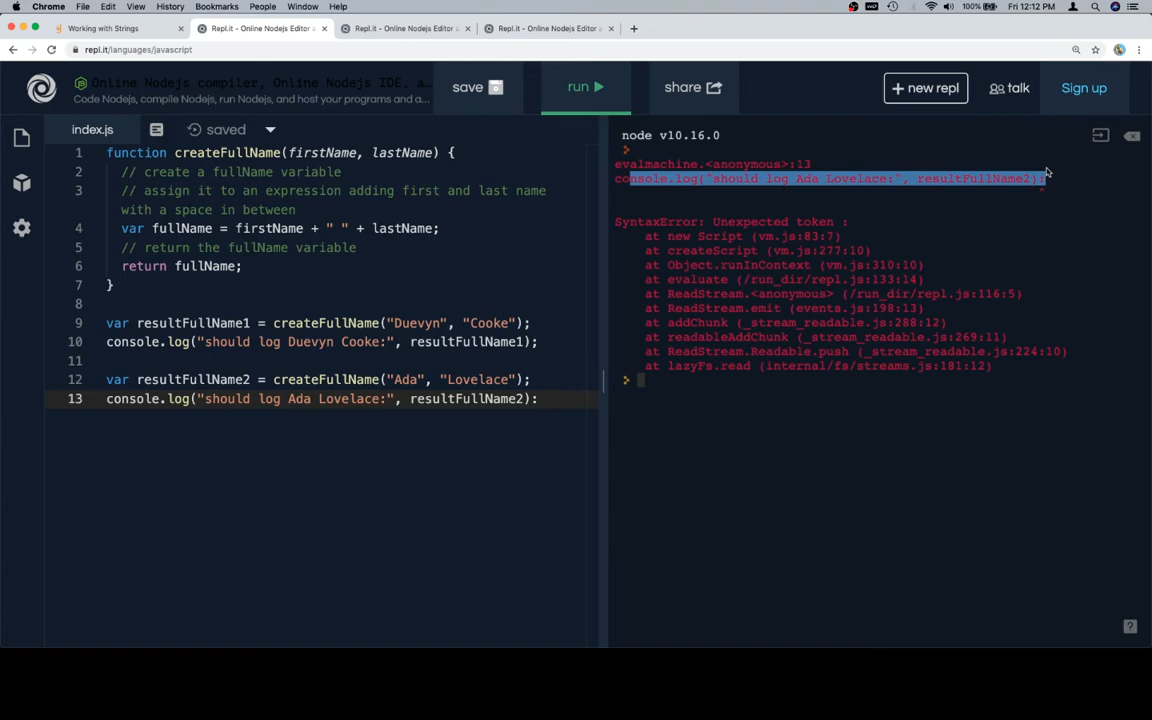 Chrome File Edit View History Bookmarks People Window Help 100% Fri 12:12 PM
Working with Strings × Repl.it - Online Nodejs Editor a × Repl.it - Online Nodejs Editor a × Repl.it - Online Nodejs Editor a × +
repl.it/languages/javascript
Online Nodejs compiler, Online Nodejs IDE, a...
Code Nodejs, compile Nodejs, run Nodejs, and host your programs and a...
save
run
share
+ new repl
talk
Sign up
index.js
saved
1 function createFullName(firstName, lastName) {
2 // create a fullName variable
3 // assign it to an expression adding first and last name
with a space in between
4 var fullName = firstName + " " + lastName;
5 // return the fullName variable
6 return fullName;
7 }
8
9 var resultFullName1 = createFullName("Duevyn", "Cooke");
10 console.log("should log Duevyn Cooke:", resultFullName1);
11
12 var resultFullName2 = createFullName("Ada", "Lovelace");
13 console.log("should log Ada Lovelace:", resultFullName2):
node v10.16.0
>
evalmachine.<anonymous>:13
console.log("should log Ada Lovelace:", resultFullName2):
^
SyntaxError: Unexpected token :
at new Script (vm.js:83:7)
at createScript (vm.js:277:10)
at Object.runInContext (vm.js:310:10)
at evaluate (/run_dir/repl.js:133:14)
at ReadStream.<anonymous> (/run_dir/repl.js:116:5)
at ReadStream.emit (events.js:198:13)
at addChunk (_stream_readable.js:288:12)
at readableAddChunk (_stream_readable.js:269:11)
at ReadStream.Readable.push (_stream_readable.js:224:10)
at lazyFs.read (internal/fs/streams.js:181:12)
>
?